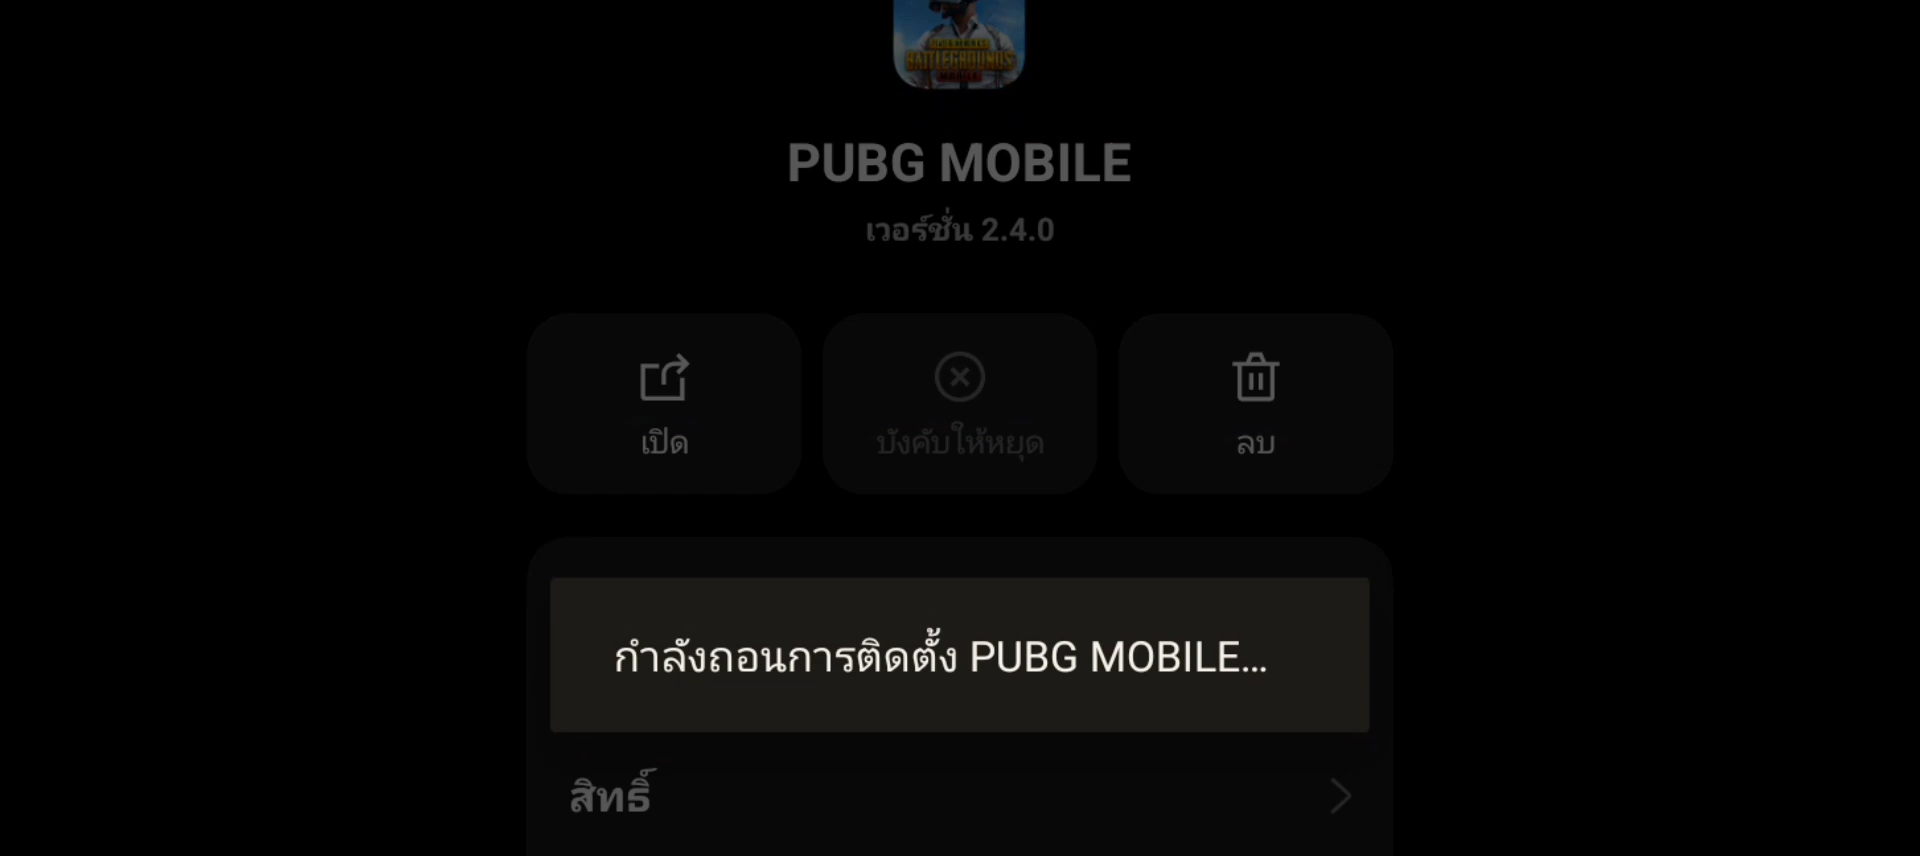 BATTLEGROUNDS
MOBILE
PUBG MOBILE
เวอร์ชั่น 2.4.0
เปิด
บังคับให้หยุด
ลบ
กำลังถอนการติดตั้ง PUBG MOBILE...
สิทธิ์